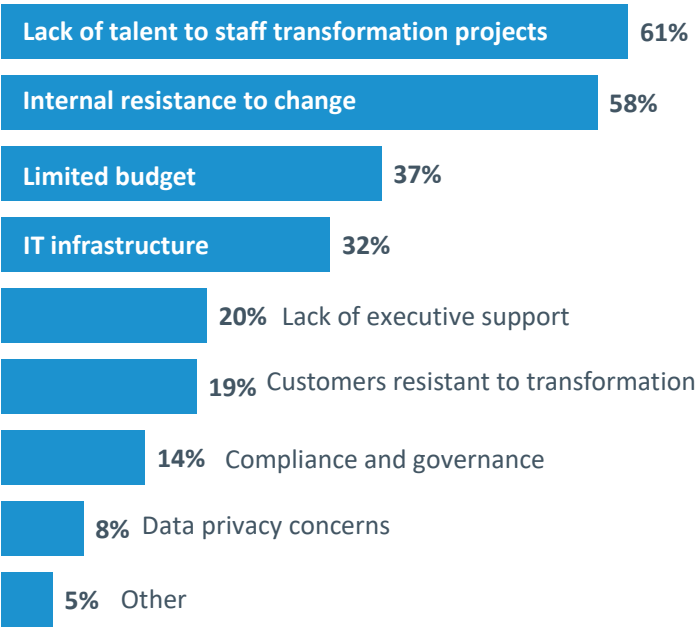 Lack of talent to staff transformation projects 61%
Internal resistance to change 58%
Limited budget 37%
IT infrastructure 32%
20% Lack of executive support
19% Customers resistant to transformation
14% Compliance and governance
8% Data privacy concerns
5% Other